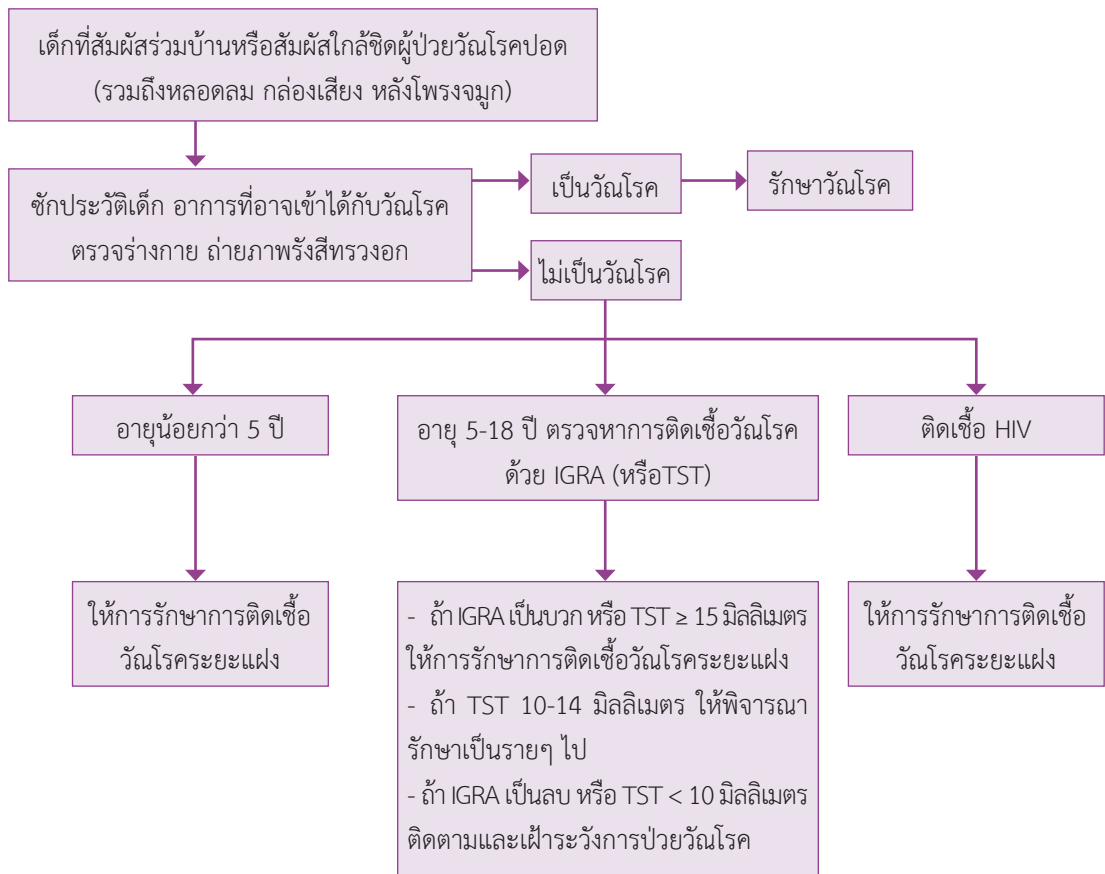 เด็กที่สัมผัสร่วมบ้านหรือสัมผัสใกล้ชิดผู้ป่วยวัณโรคปอด
(รวมถึงหลอดลม กล่องเสียง หลังโพรงจมูก)
ซักประวัติเด็ก อาการที่อาจเข้าได้กับวัณโรค
ตรวจร่างกาย ถ่ายภาพรังสีทรวงอก
เป็นวัณโรค
รักษาวัณโรค
ไม่เป็นวัณโรค
อายุน้อยกว่า 5 ปี
อายุ 5-18 ปี ตรวจหาการติดเชื้อวัณโรค
ด้วย IGRA (หรือTST)
ติดเชื้อ HIV
ให้การรักษาการติดเชื้อ
วัณโรคระยะแฝง
- ถ้า IGRA เป็นบวก หรือ TST ≥ 15 มิลลิเมตร
ให้การรักษาการติดเชื้อวัณโรคระยะแฝง
- ถ้า TST 10-14 มิลลิเมตร ให้พิจารณา
รักษาเป็นรายๆ ไป
- ถ้า IGRA เป็นลบ หรือ TST < 10 มิลลิเมตร
ติดตามและเฝ้าระวังการป่วยวัณโรค
ให้การรักษาการติดเชื้อ
วัณโรคระยะแฝง